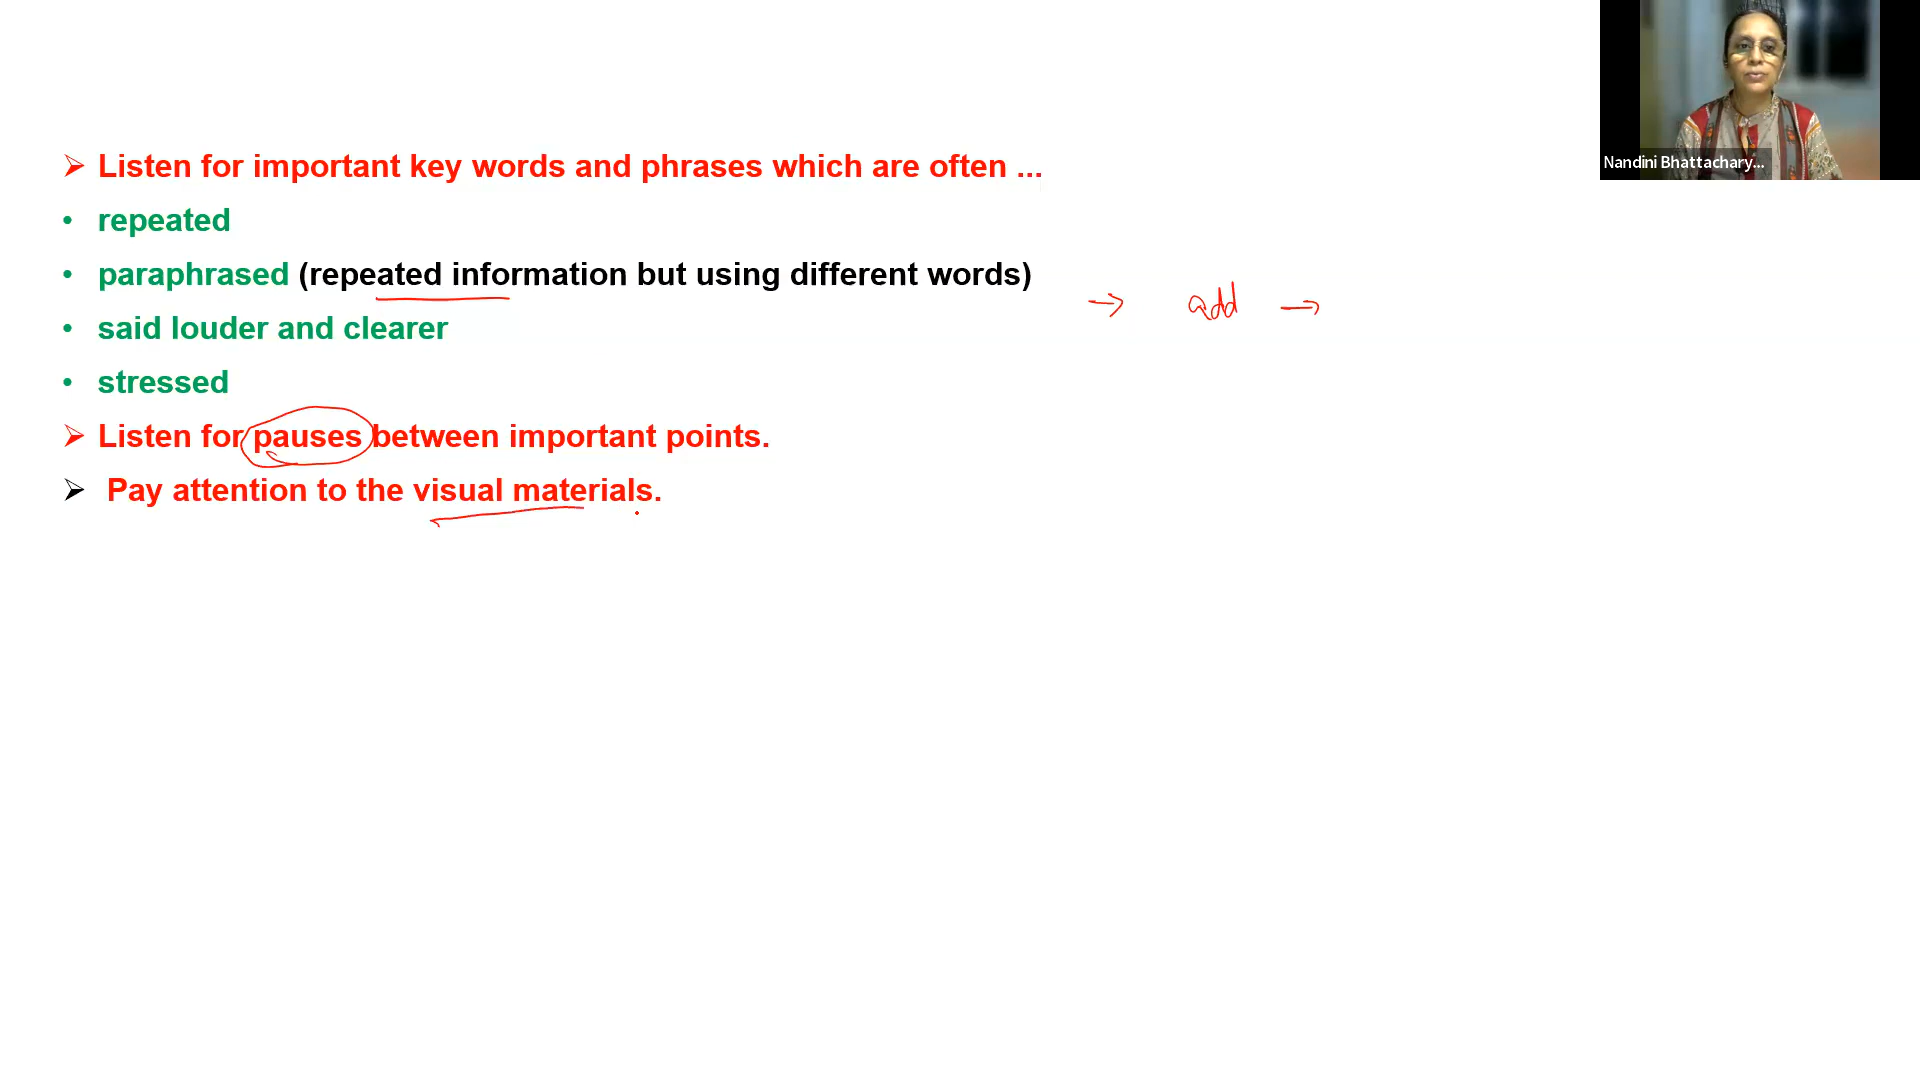 ➢ Listen for important key words and phrases which are often ...
• repeated
• paraphrased (repeated information but using different words)
→ add →
• said louder and clearer
• stressed
➢ Listen for pauses between important points.
➢ Pay attention to the visual materials.
Nandini Bhattachary...